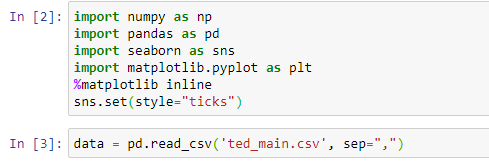 In [2]: import numpy as np
import pandas as pd
import seaborn as sns
import matplotlib.pyplot as plt
%matplotlib inline
sns.set(style="ticks")
In [3]: data = pd.read_csv('ted_main.csv', sep=",")